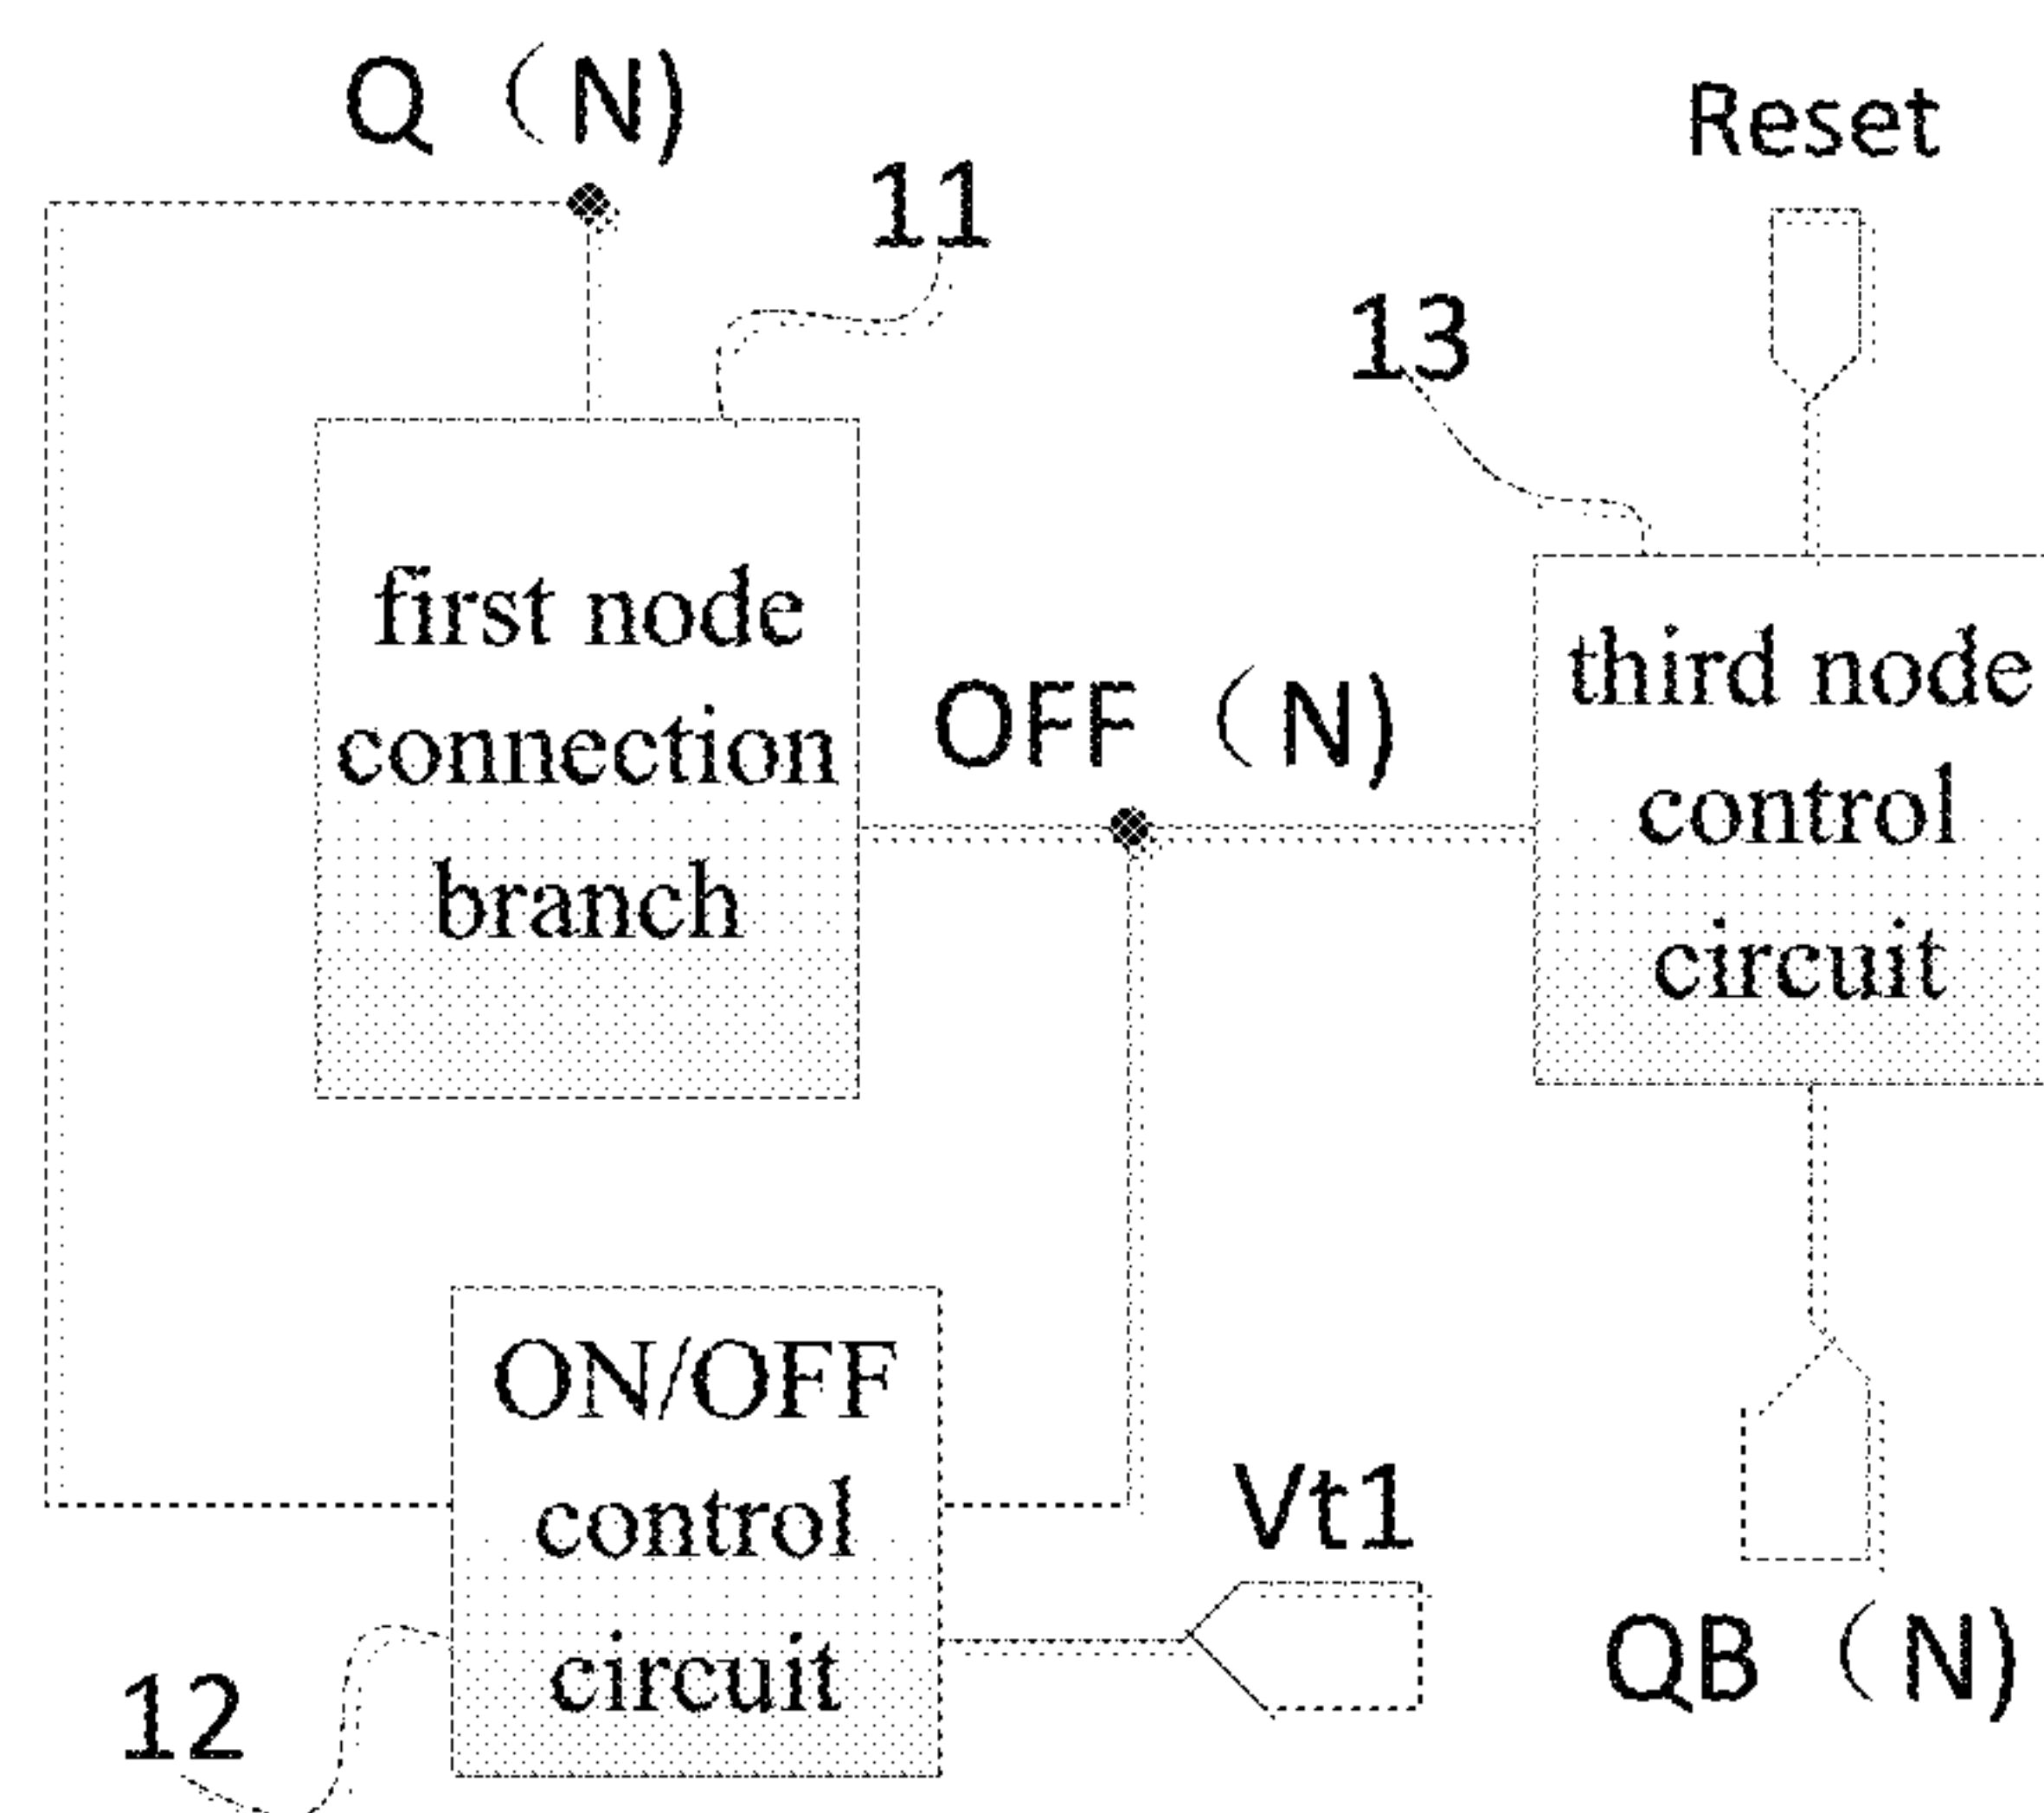 Q（N)
Reset
11
13
first node
connection
branch
OFF（N)
third node
control
circuit
ON/OFF
control
circuit
Vt1
QB（N)
12